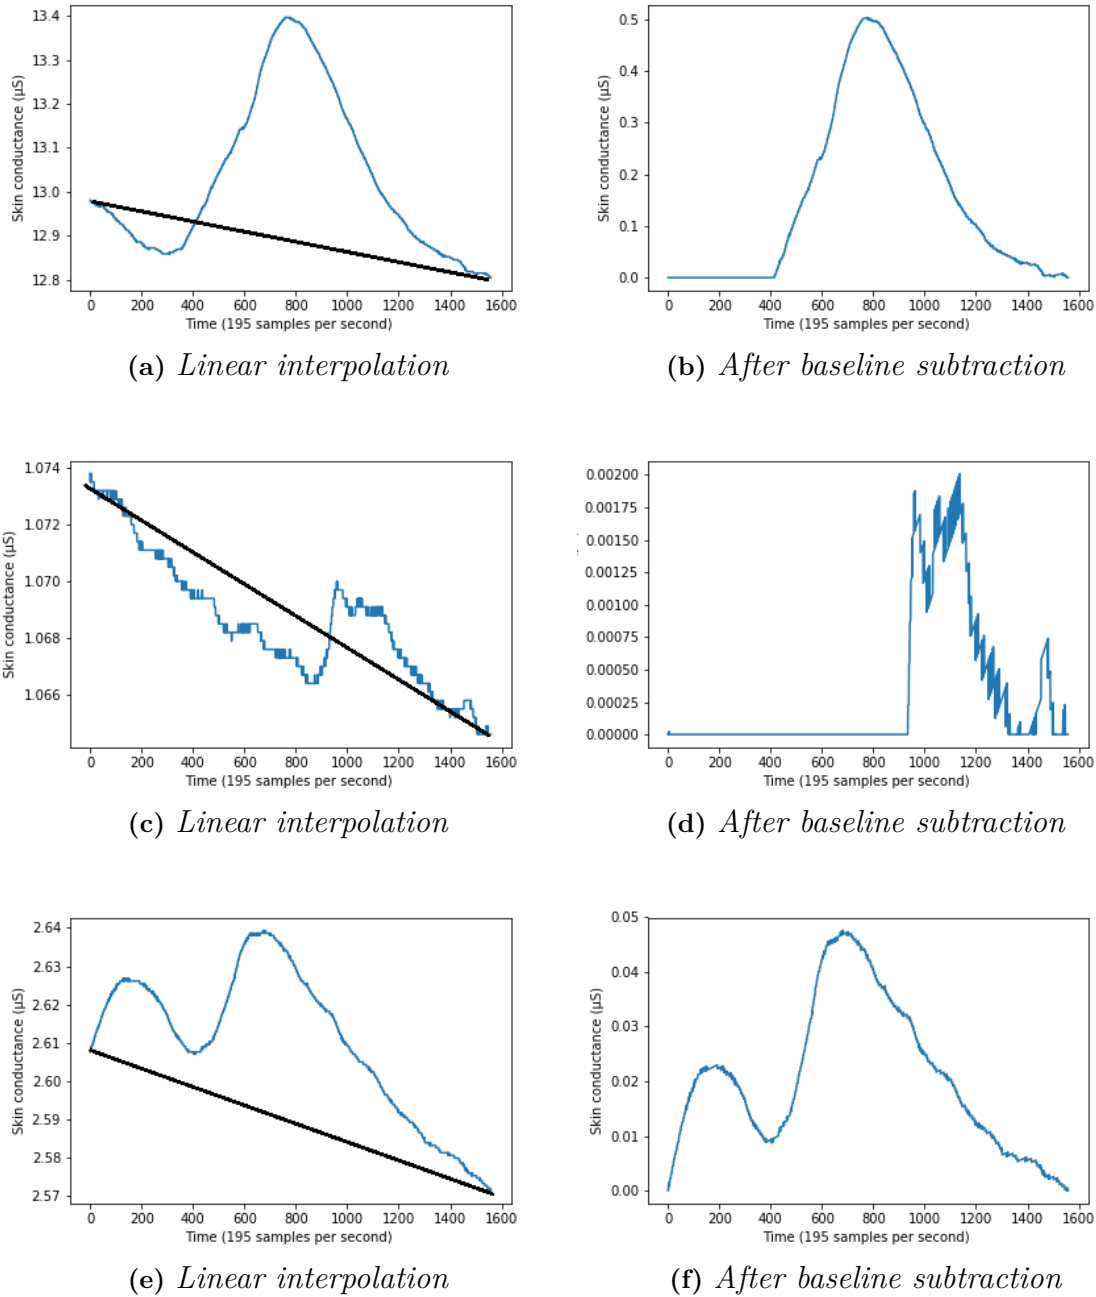 13.4
13.3
13.2
13.1
13.0
12.9
12.8
Skin conductance (µS)
0 200 400 600 800 1000 1200 1400 1600
Time (195 samples per second)
(a) Linear interpolation
0.5
0.4
0.3
0.2
0.1
0.0
Skin conductance (µS)
0 200 400 600 800 1000 1200 1400 1600
Time (195 samples per second)
(b) After baseline subtraction
1.074
1.072
1.070
1.068
1.066
Skin conductance (µS)
0 200 400 600 800 1000 1200 1400 1600
Time (195 samples per second)
(c) Linear interpolation
0.00200
0.00175
0.00150
0.00125
0.00100
0.00075
0.00050
0.00025
0.00000
0 200 400 600 800 1000 1200 1400 1600
Time (195 samples per second)
(d) After baseline subtraction
2.64
2.63
2.62
2.61
2.60
2.59
2.58
2.57
Skin conductance (µS)
0 200 400 600 800 1000 1200 1400 1600
Time (195 samples per second)
(e) Linear interpolation
0.05
0.04
0.03
0.02
0.01
0.00
Skin conductance (µS)
0 200 400 600 800 1000 1200 1400 1600
Time (195 samples per second)
(f) After baseline subtraction